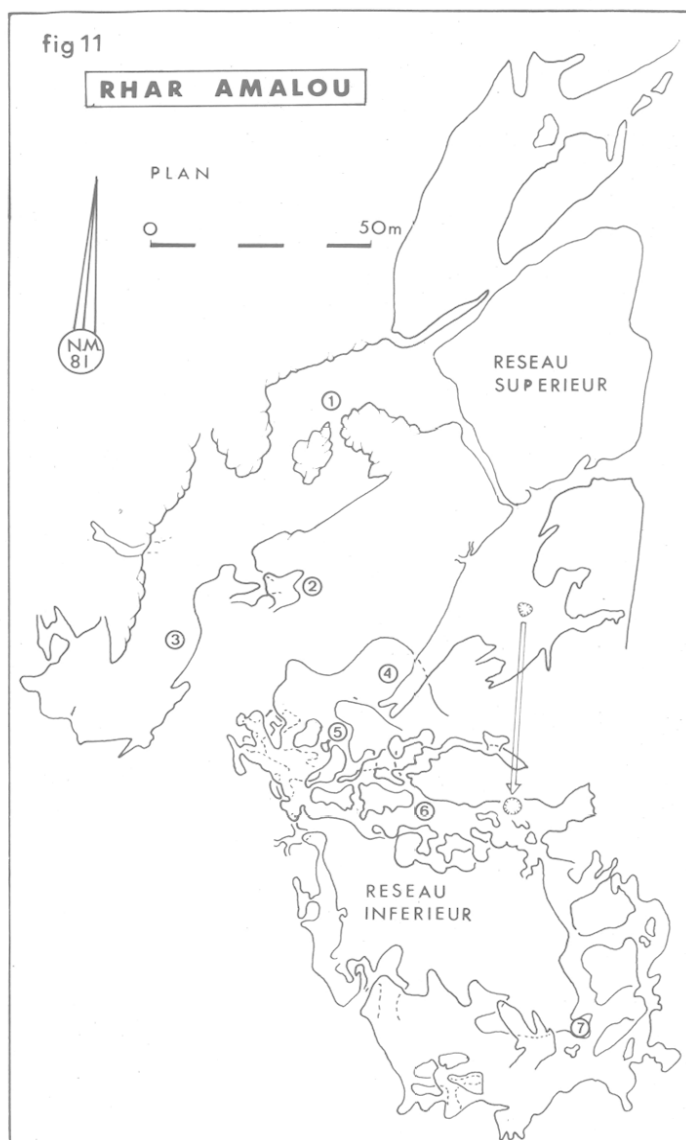 fig 11
RHAR AMALOU
PLAN
0 50m
N.M.
81
RESEAU
SUPERIEUR
1
2
3
4
5
6
RESEAU
INFERIEUR
7